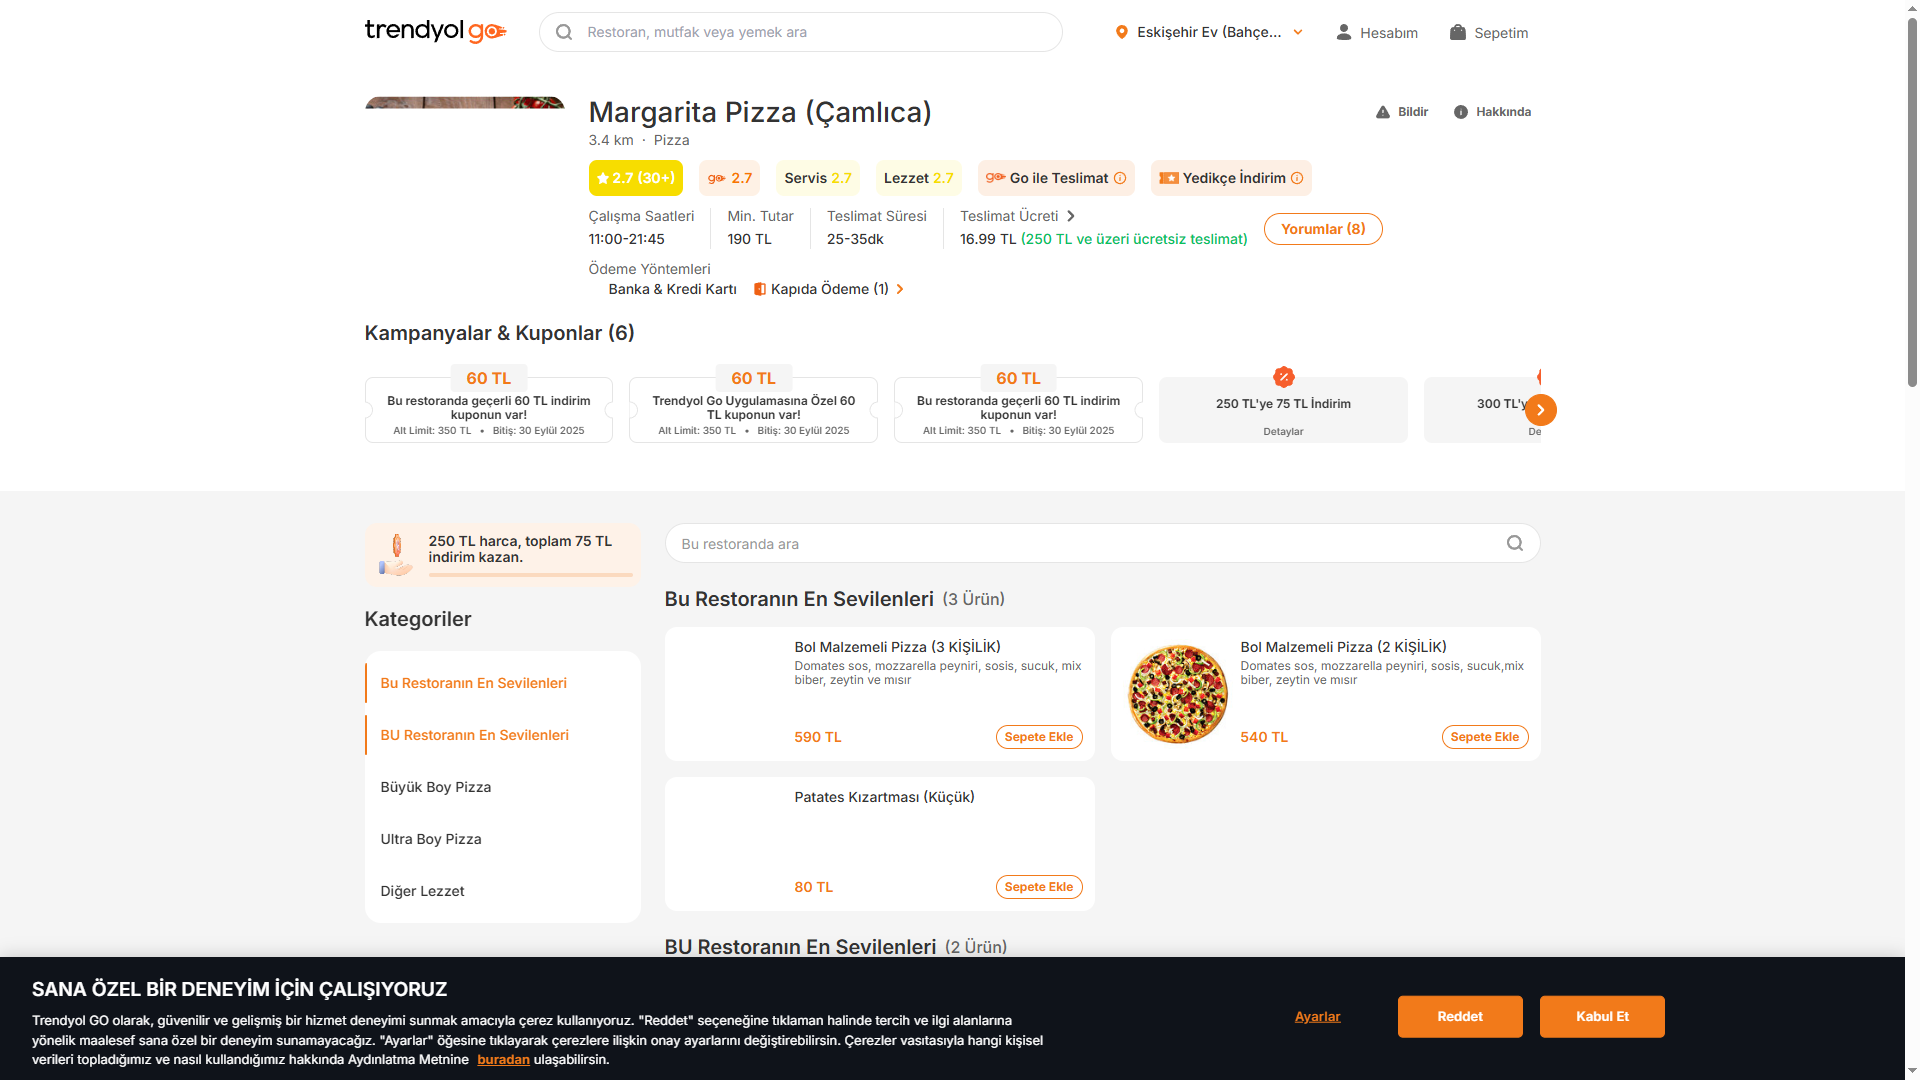 trendyol go
Restoran, mutfak veya yemek ara
Eskişehir Ev (Bahçe...
Hesabım
Sepetim
Margarita Pizza (Çamlıca)
Bildir
Hakkında
3.4 km · Pizza
2.7 (30+)
go 2.7
Servis 2.7
Lezzet 2.7
go Go ile Teslimat
Yedikçe İndirim
Çalışma Saatleri
11:00-21:45
Min. Tutar
190 TL
Teslimat Süresi
25-35dk
Teslimat Ücreti
16.99 TL (250 TL ve üzeri ücretsiz teslimat)
Yorumlar (8)
Ödeme Yöntemleri
Banka & Kredi Kartı
Kapıda Ödeme (1)
Kampanyalar & Kuponlar (6)
60 TL
Bu restoranda geçerli 60 TL indirim
kuponun var!
Alt Limit: 350 TL • Bitiş: 30 Eylül 2025
60 TL
Trendyol Go Uygulamasına Özel 60
TL kuponun var!
Alt Limit: 350 TL • Bitiş: 30 Eylül 2025
60 TL
Bu restoranda geçerli 60 TL indirim
kuponun var!
Alt Limit: 350 TL • Bitiş: 30 Eylül 2025
250 TL'ye 75 TL İndirim
Detaylar
300 TL'y
De
250 TL harca, toplam 75 TL
indirim kazan.
Kategoriler
Bu Restoranın En Sevilenleri
BU Restoranın En Sevilenleri
Büyük Boy Pizza
Ultra Boy Pizza
Diğer Lezzet
Bu restoranda ara
Bu Restoranın En Sevilenleri (3 Ürün)
Bol Malzemeli Pizza (3 KİŞİLİK)
Domates sos, mozzarella peyniri, sosis, sucuk, mix
biber, zeytin ve mısır
590 TL
Sepete Ekle
Bol Malzemeli Pizza (2 KİŞİLİK)
Domates sos, mozzarella peyniri, sosis, sucuk,mix
biber, zeytin ve mısır
540 TL
Sepete Ekle
Patates Kızartması (Küçük)
80 TL
Sepete Ekle
BU Restoranın En Sevilenleri (2 Ürün)
SANA ÖZEL BİR DENEYİM İÇİN ÇALIŞIYORUZ
Trendyol GO olarak, güvenilir ve gelişmiş bir hizmet deneyimi sunmak amacıyla çerez kullanıyoruz. "Reddet" seçeneğine tıklaman halinde tercih ve ilgi alanlarına
yönelik maalesef sana özel bir deneyim sunamayacağız. "Ayarlar" öğesine tıklayarak çerezlere ilişkin onay ayarlarını değiştirebilirsin. Çerezler vasıtasıyla hangi kişisel
verileri topladığımız ve nasıl kullandığımız hakkında Aydınlatma Metnine buradan ulaşabilirsin.
Ayarlar
Reddet
Kabul Et